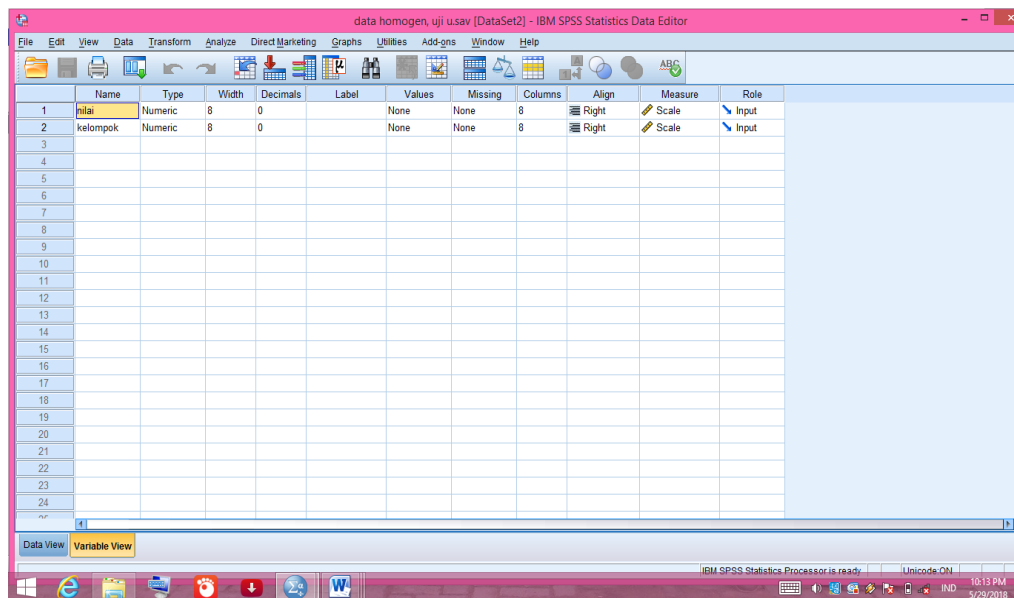 data homogen, uji u.sav [DataSet2] - IBM SPSS Statistics Data Editor
File Edit View Data Transform Analyze Direct Marketing Graphs Utilities Add-ons Window Help
Name Type Width Decimals Label Values Missing Columns Align Measure Role
1 nilai Numeric 8 0 None None 8 Right Scale Input
2 kelompok Numeric 8 0 None None 8 Right Scale Input
3
4
5
6
7
8
9
10
11
12
13
14
15
16
17
18
19
20
21
22
23
24
Data View Variable View
IBM SPSS Statistics Processor is ready Unicode:ON
IND 10:13 PM
5/29/2018